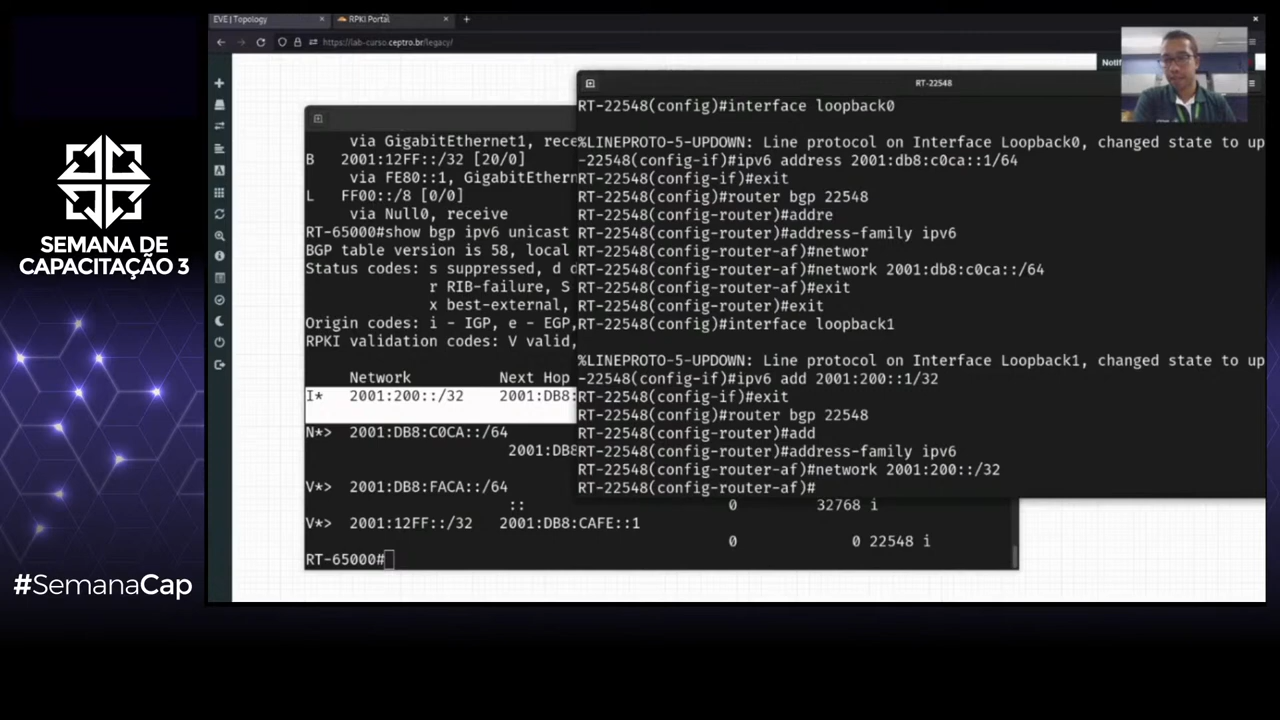 EVE | Topology
RPKI Portal
https://lab-curso.ceptro.br/legacy/
SEMANA DE
CAPACITAÇÃO 3
#SemanaCap
via GigabitEthernet1, rece
B 2001:12FF::/32 [20/0]
via FE80::1, GigabitEthern
L FF00::/8 [0/0]
via Null0, receive
RT-65000#show bgp ipv6 unicast
BGP table version is 58, local
Status codes: s suppressed, d d
r RIB-failure, S
x best-external,
Origin codes: i - IGP, e - EGP,
RPKI validation codes: V valid,
Network Next Hop
I* 2001:200::/32 2001:DB8:
N*> 2001:DB8:C0CA::/64
2001:DB8
V*> 2001:DB8:FACA::/64
:: 0 32768 i
V*> 2001:12FF::/32 2001:DB8:CAFE::1
0 0 22548 i
RT-65000#
RT-22548
RT-22548(config)#interface loopback0
%LINEPROTO-5-UPDOWN: Line protocol on Interface Loopback0, changed state to up
-22548(config-if)#ipv6 address 2001:db8:c0ca::1/64
RT-22548(config-if)#exit
RT-22548(config)#router bgp 22548
RT-22548(config-router)#addre
RT-22548(config-router)#address-family ipv6
RT-22548(config-router-af)#networ
RT-22548(config-router-af)#network 2001:db8:c0ca::/64
RT-22548(config-router-af)#exit
RT-22548(config-router)#exit
RT-22548(config)#interface loopback1
%LINEPROTO-5-UPDOWN: Line protocol on Interface Loopback1, changed state to up
-22548(config-if)#ipv6 add 2001:200::1/32
RT-22548(config-if)#exit
RT-22548(config)#router bgp 22548
RT-22548(config-router)#add
RT-22548(config-router)#address-family ipv6
RT-22548(config-router-af)#network 2001:200::/32
RT-22548(config-router-af)#